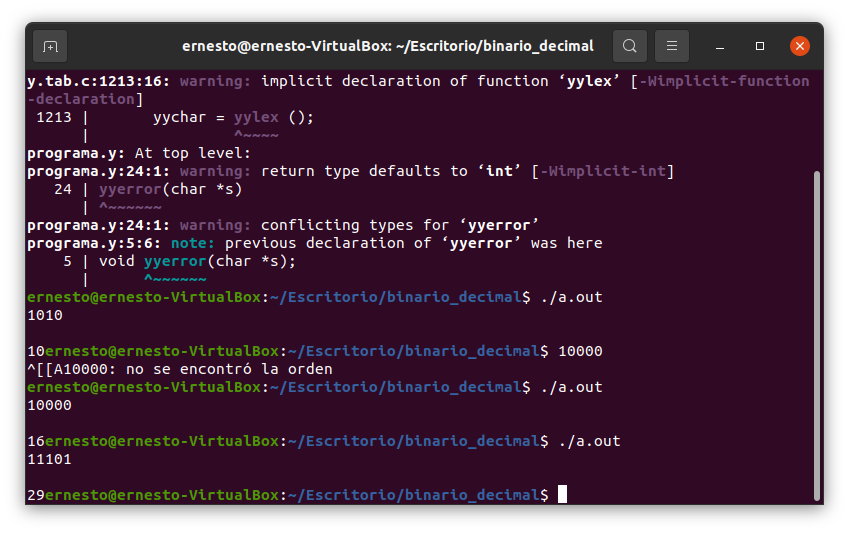 ernesto@ernesto-VirtualBox: ~/Escritorio/binario_decimal
y.tab.c:1213:16: warning: implicit declaration of function ‘yylex’ [-Wimplicit-function
-declaration]
 1213 |       yychar = yylex ();
      |                ^~~~~
programa.y: At top level:
programa.y:24:1: warning: return type defaults to ‘int’ [-Wimplicit-int]
   24 | yyerror(char *s)
      | ^~~~~~~
programa.y:24:1: warning: conflicting types for ‘yyerror’
programa.y:5:6: note: previous declaration of ‘yyerror’ was here
    5 | void yyerror(char *s);
      |      ^~~~~~~
ernesto@ernesto-VirtualBox:~/Escritorio/binario_decimal$ ./a.out
1010
10ernesto@ernesto-VirtualBox:~/Escritorio/binario_decimal$ 10000
^[[A10000: no se encontró la orden
ernesto@ernesto-VirtualBox:~/Escritorio/binario_decimal$ ./a.out
10000
16ernesto@ernesto-VirtualBox:~/Escritorio/binario_decimal$ ./a.out
11101
29ernesto@ernesto-VirtualBox:~/Escritorio/binario_decimal$